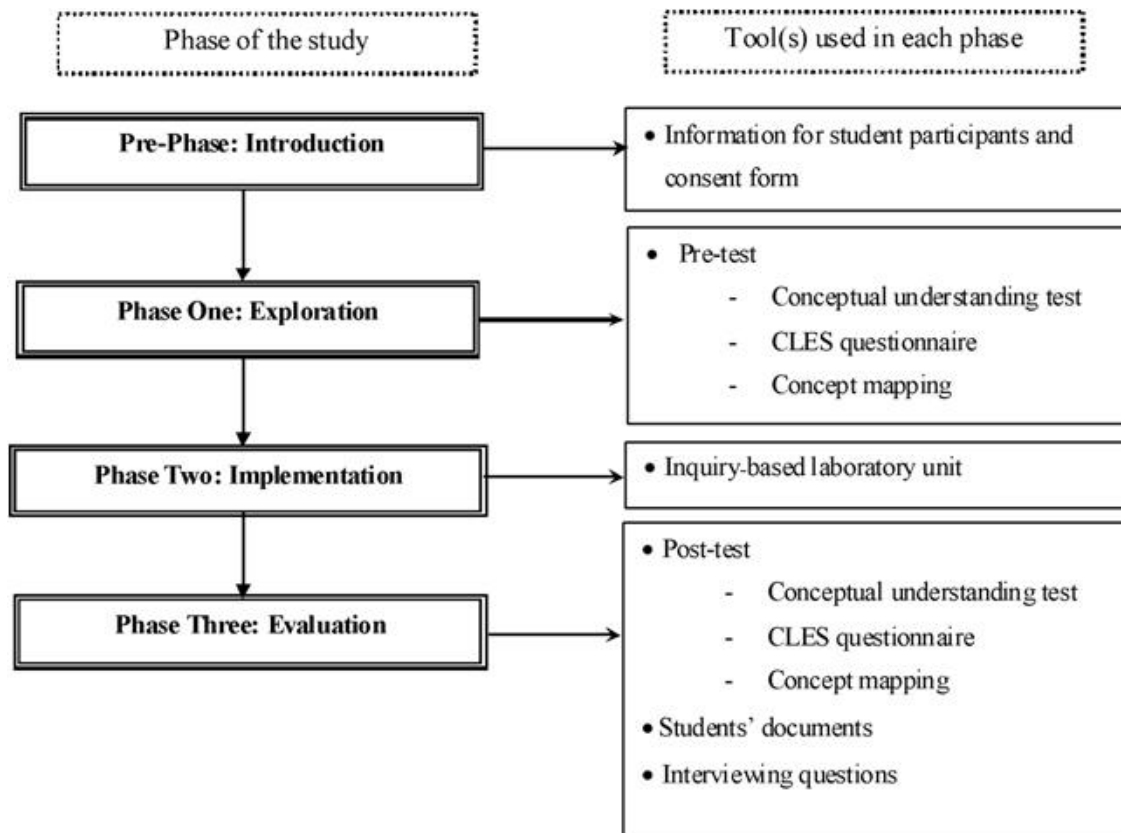 Phase of the study
Tool(s) used in each phase
Pre-Phase: Introduction
• Information for student participants and
consent form
Phase One: Exploration
• Pre-test
- Conceptual understanding test
- CLES questionnaire
- Concept mapping
Phase Two: Implementation
• Inquiry-based laboratory unit
Phase Three: Evaluation
• Post-test
- Conceptual understanding test
- CLES questionnaire
- Concept mapping
• Students’ documents
• Interviewing questions